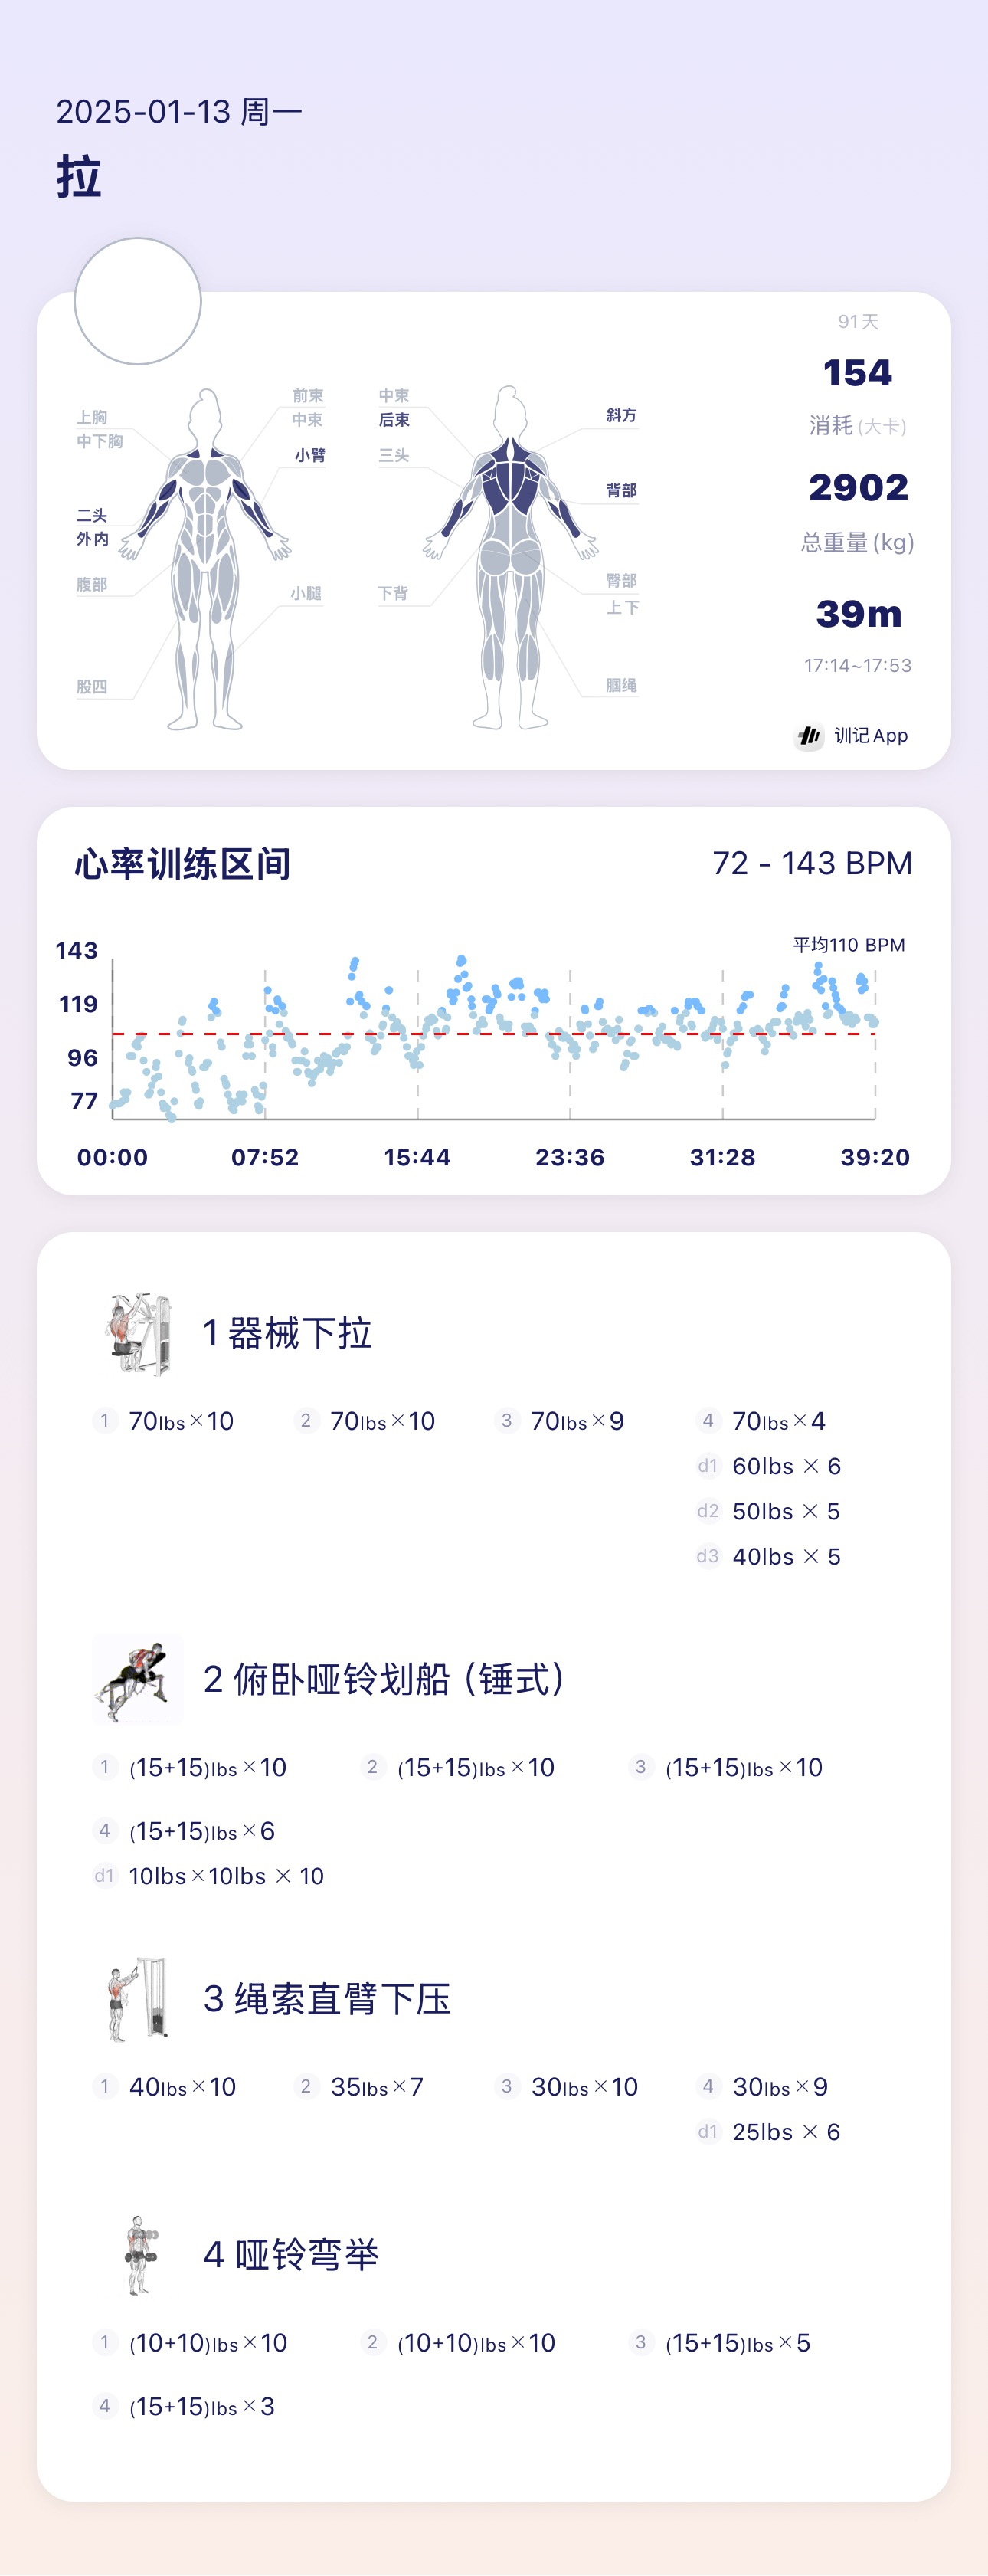 2025-01-13 周一
拉
91天
154
消耗(大卡)
2902
总重量(kg)
39m
17:14~17:53
训记App
上胸
中下胸
二头
外内
腹部
股四
前束
中束
小臂
小腿
中束
后束
三头
下背
斜方
背部
臀部
上下
腘绳
心率训练区间
72 - 143 BPM
平均110 BPM
143
119
96
77
00:00 07:52 15:44 23:36 31:28 39:20
1 器械下拉
1 70lbs×10 2 70lbs×10 3 70lbs×9 4 70lbs×4
d1 60lbs × 6
d2 50lbs × 5
d3 40lbs × 5
2 俯卧哑铃划船（锤式）
1 (15+15)lbs×10 2 (15+15)lbs×10 3 (15+15)lbs×10
4 (15+15)lbs×6
d1 10lbs×10lbs × 10
3 绳索直臂下压
1 40lbs×10 2 35lbs×7 3 30lbs×10 4 30lbs×9
d1 25lbs × 6
4 哑铃弯举
1 (10+10)lbs×10 2 (10+10)lbs×10 3 (15+15)lbs×5
4 (15+15)lbs×3